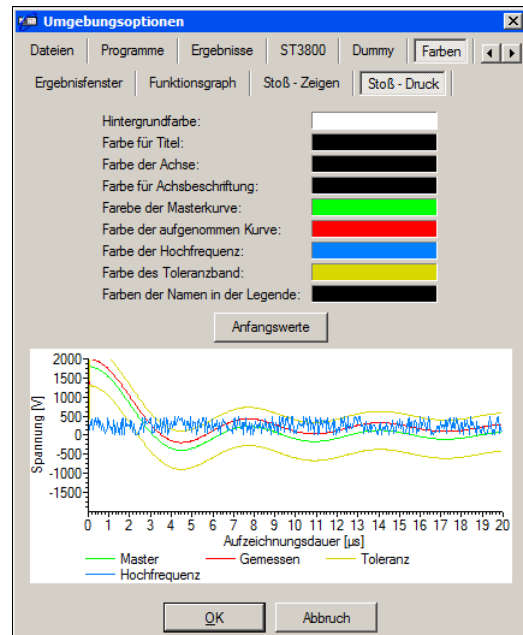 Umgebungsoptionen
Dateien Programme Ergebnisse ST3800 Dummy Farben
Ergebnisfenster Funktionsgraph Stoß - Zeigen Stoß - Druck
Hintergrundfarbe:
Farbe für Titel:
Farbe der Achse:
Farbe für Achsbeschriftung:
Farebe der Masterkurve:
Farbe der aufgenommen Kurve:
Farbe der Hochfrequenz:
Farbe des Toleranzband:
Farben der Namen in der Legende:
Anfangswerte
Spannung [V]
2000
1500
1000
500
0
-500
-1000
-1500
0 1 2 3 4 5 6 7 8 9 10 11 12 13 14 15 16 17 18 19 20
Aufzeichnungsdauer [µs]
Master Gemessen Toleranz
Hochfrequenz
OK Abbruch